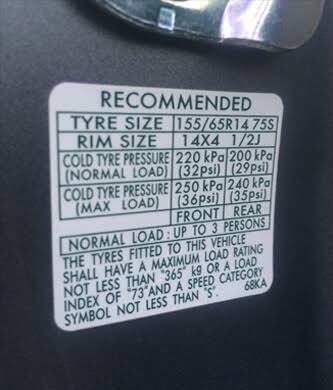 RECOMMENDED
TYRE SIZE 155/65R14 75S
RIM SIZE 14X4 1/2J
COLD TYRE PRESSURE (NORMAL LOAD) 220 kPa (32psi) 200 kPa (29psi)
COLD TYRE PRESSURE (MAX LOAD) 250 kPa (36psi) 240 kPa (35psi)
FRONT REAR
NORMAL LOAD : UP TO 3 PERSONS
THE TYRES FITTED TO THIS VEHICLE
SHALL HAVE A MAXIMUM LOAD RATING
NOT LESS THAN "365" kg OR A LOAD
INDEX OF "73" AND A SPEED CATEGORY
SYMBOL NOT LESS THAN "S". 68KA